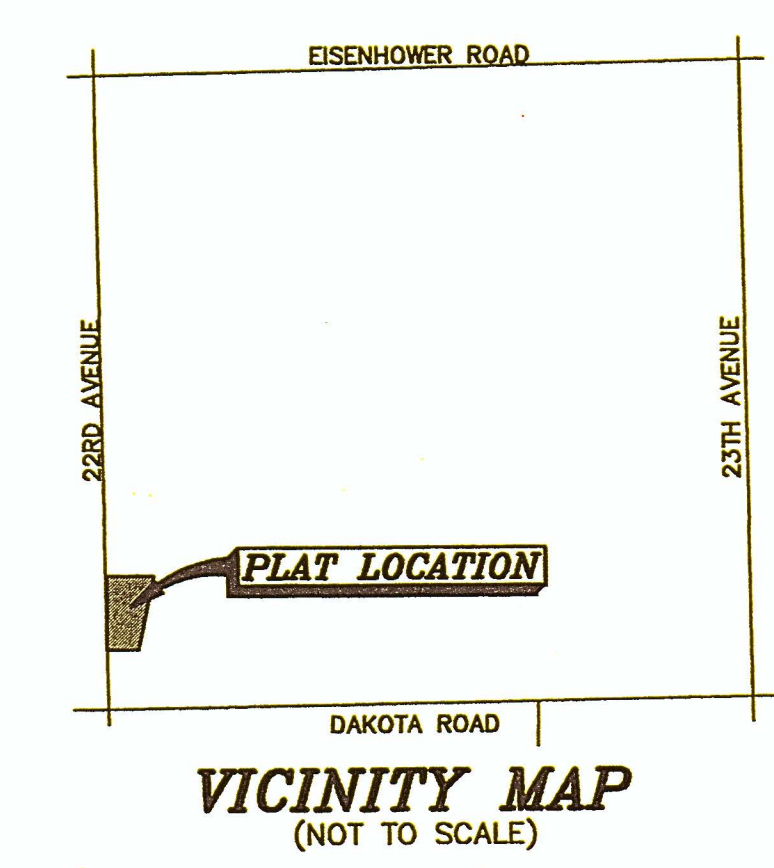 EISENHOWER ROAD
22RD AVENUE
23TH AVENUE
PLAT LOCATION
DAKOTA ROAD
VICINITY MAP
(NOT TO SCALE)